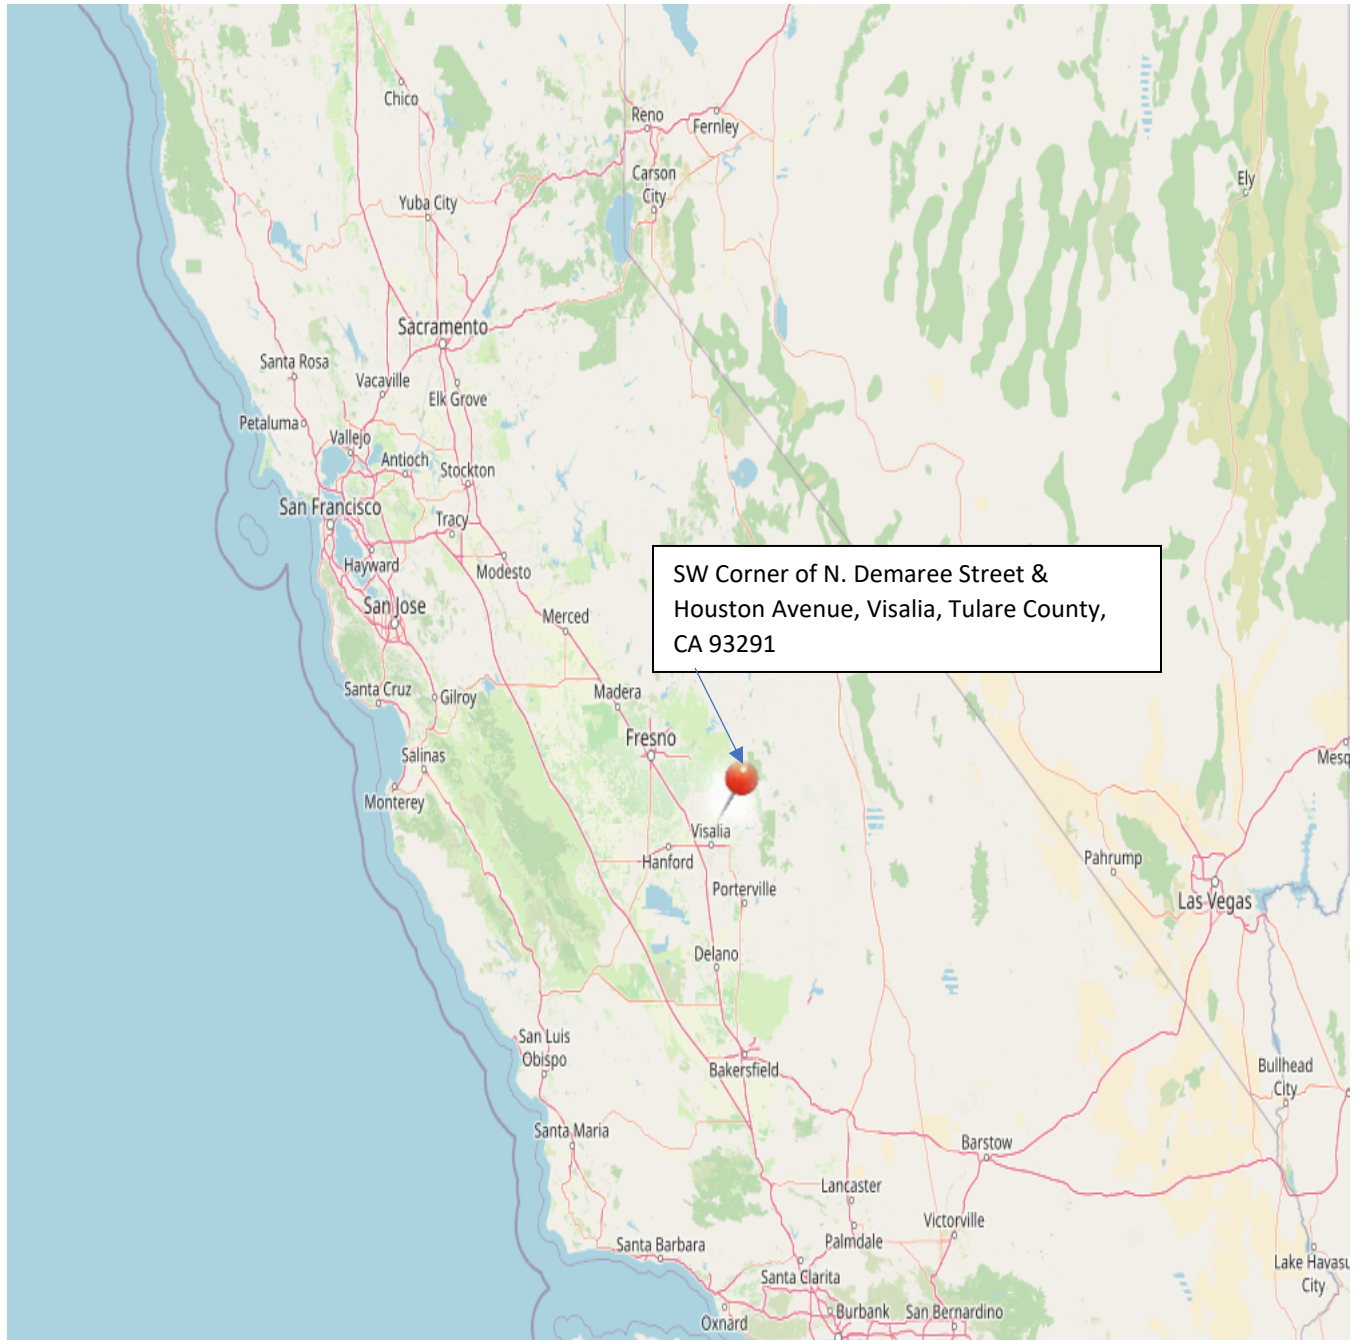 Chico
Reno
Fernley
Carson
City
Ely
Yuba City
Sacramento
Santa Rosa
Vacaville
Elk Grove
Petaluma
Vallejo
Antioch
Stockton
San Francisco
Tracy
Hayward
Modesto
SW Corner of N. Demaree Street &
Houston Avenue, Visalia, Tulare County,
CA 93291
San Jose
Merced
Santa Cruz
Gilroy
Madera
Fresno
Salinas
Mesq
Monterey
Visalia
Hanford
Pahrump
Porterville
Las Vegas
Delano
San Luis
Obispo
Bakersfield
Bullhead
City
Santa Maria
Barstow
Lancaster
Victorville
Palmdale
Santa Barbara
Santa Clarita
Lake Havasu
City
Burbank
San Bernardino
Oxnard